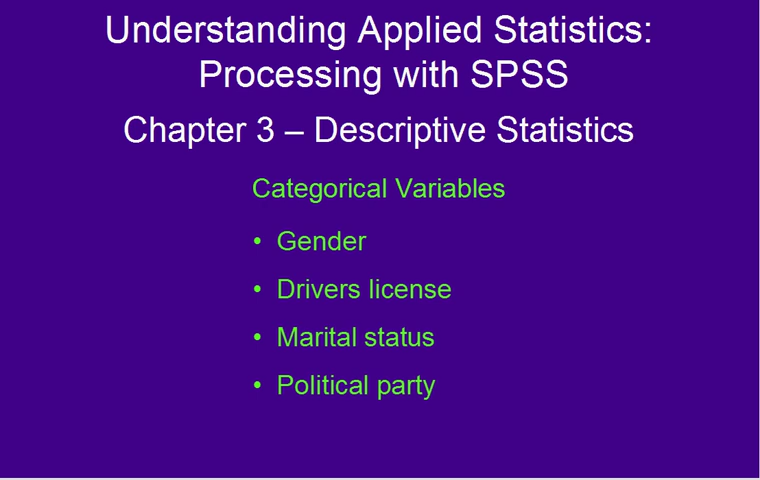 Understanding Applied Statistics:
Processing with SPSS
Chapter 3 – Descriptive Statistics
Categorical Variables
• Gender
• Drivers license
• Marital status
• Political party